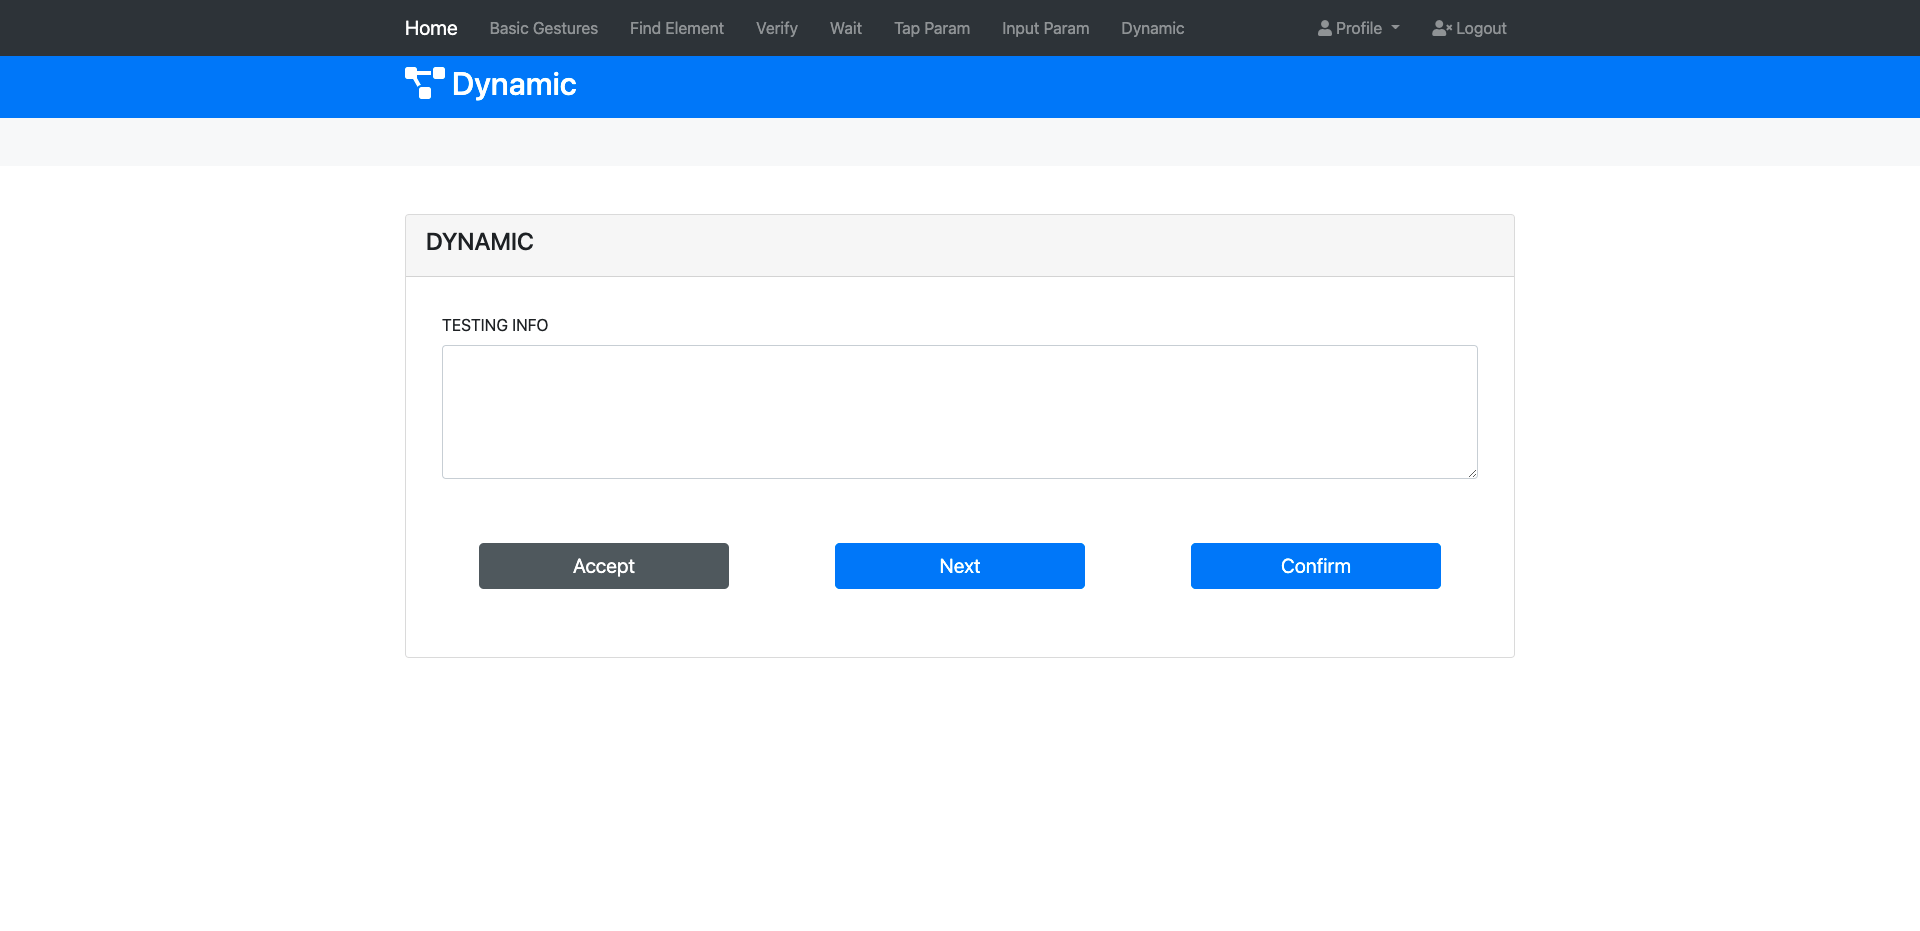 Home Basic Gestures Find Element Verify Wait Tap Param Input Param Dynamic Profile Logout
Dynamic
DYNAMIC
TESTING INFO
Accept Next Confirm